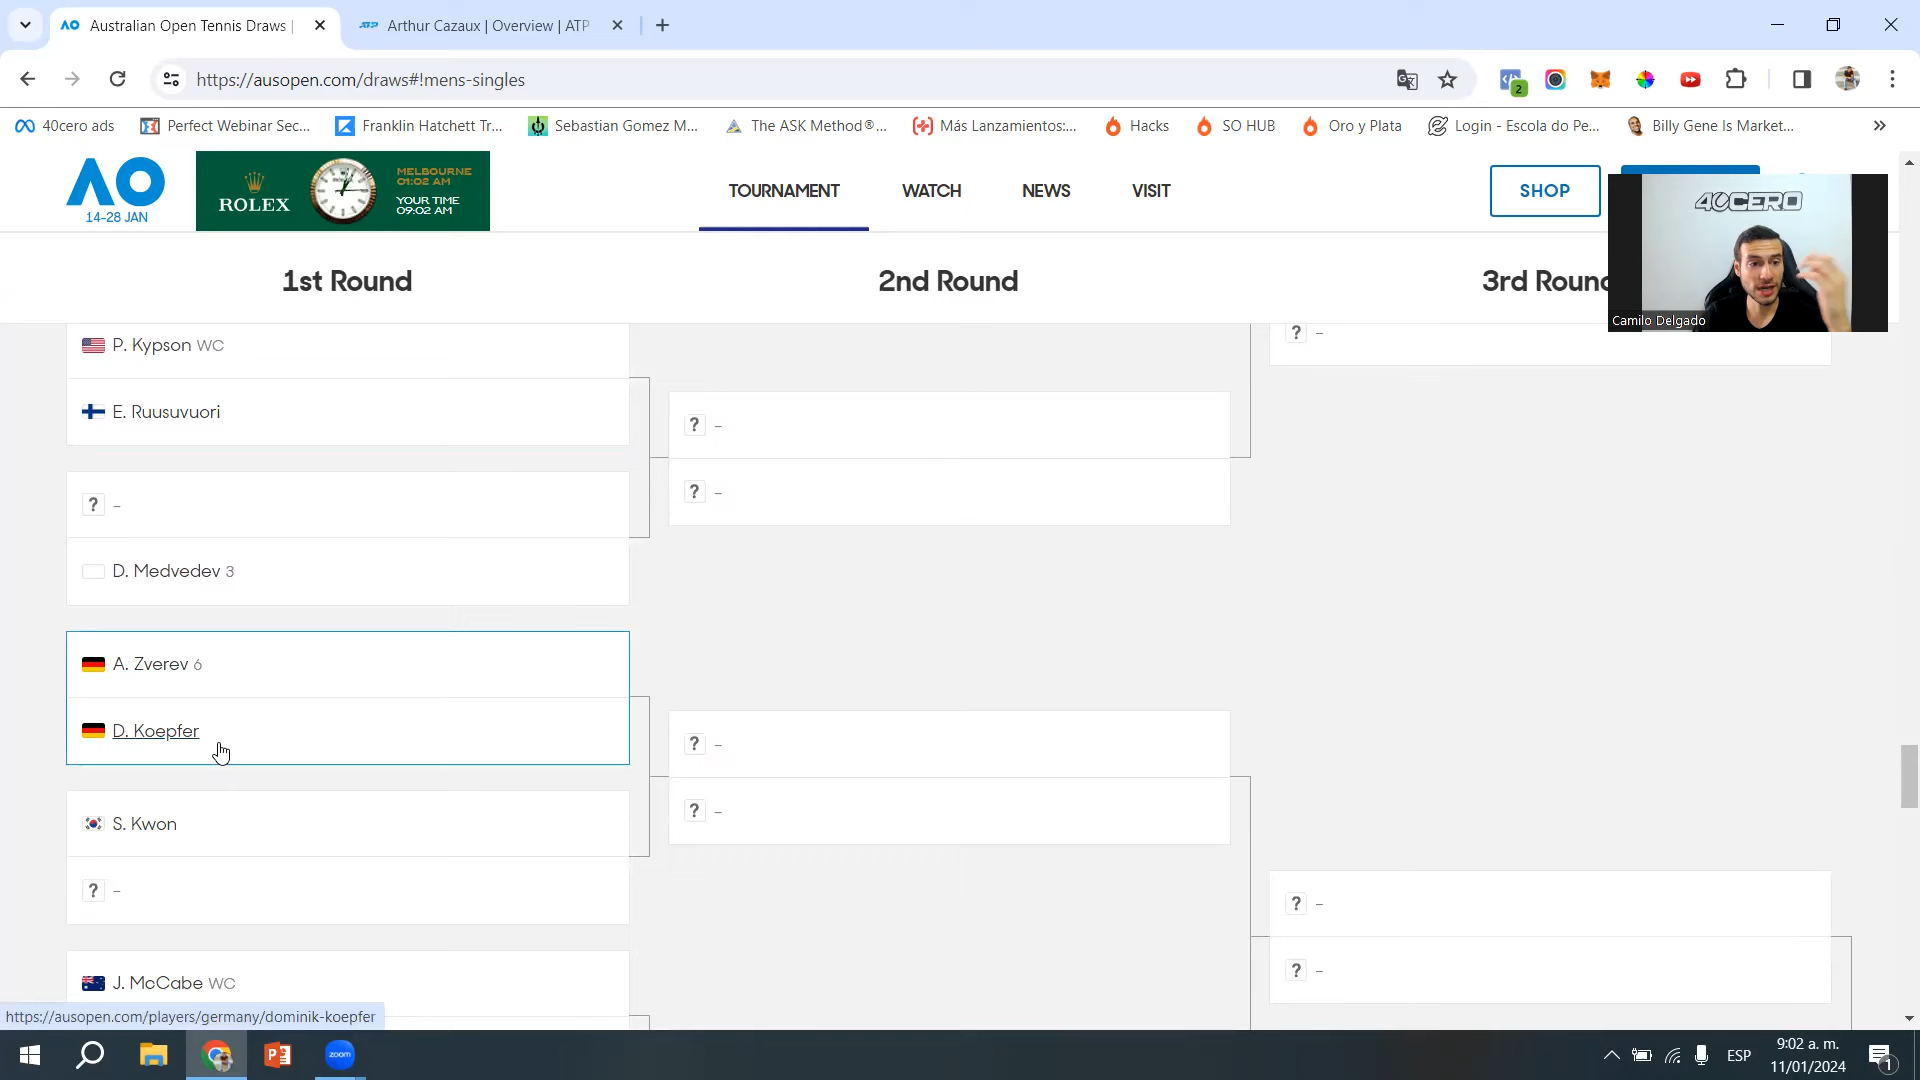 Australian Open Tennis Draws |
Arthur Cazaux | Overview | ATP
https://ausopen.com/draws#!mens-singles
2
40cero ads
Perfect Webinar Sec...
Franklin Hatchett Tr...
Sebastian Gomez M...
The ASK Method®...
Más Lanzamientos:...
Hacks
SO HUB
Oro y Plata
Login - Escola do Pe...
Billy Gene Is Market...
AO
14-28 JAN
ROLEX
MELBOURNE
01:02 AM
YOUR TIME
09:02 AM
TOURNAMENT
WATCH
NEWS
VISIT
SHOP
40CERO
Camilo Delgado
1st Round
2nd Round
3rd Round
P. Kypson WC
E. Ruusuvuori
? –
D. Medvedev 3
A. Zverev 6
D. Koepfer
S. Kwon
? –
J. McCabe WC
? –
? –
? –
? –
? –
? –
? –
https://ausopen.com/players/germany/dominik-koepfer
zoom
ESP
9:02 a. m.
11/01/2024
1